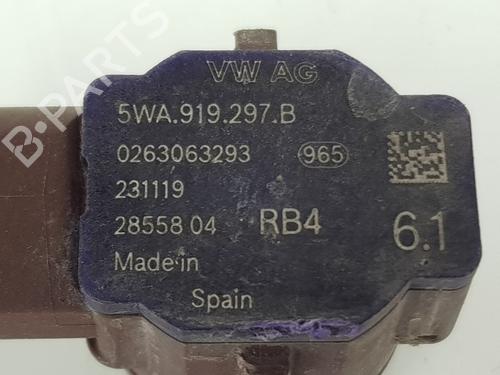 VW AG
5WA.919.297.B
0263063293 965
231119
28558 04 RB4 6.1
Made in
Spain
B-PARTS